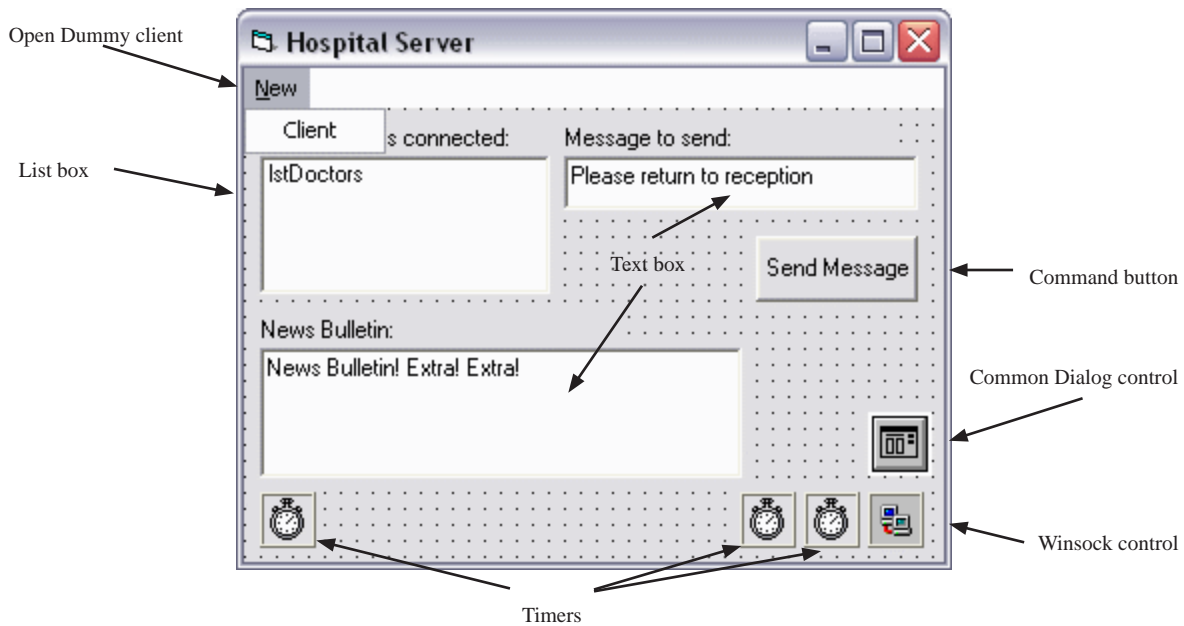 Open Dummy client
Hospital Server
New
Client
s connected:
Message to send:
List box
lstDoctors
Please return to reception
Text box
Send Message
Command button
News Bulletin:
News Bulletin! Extra! Extra!
Common Dialog control
Winsock control
Timers